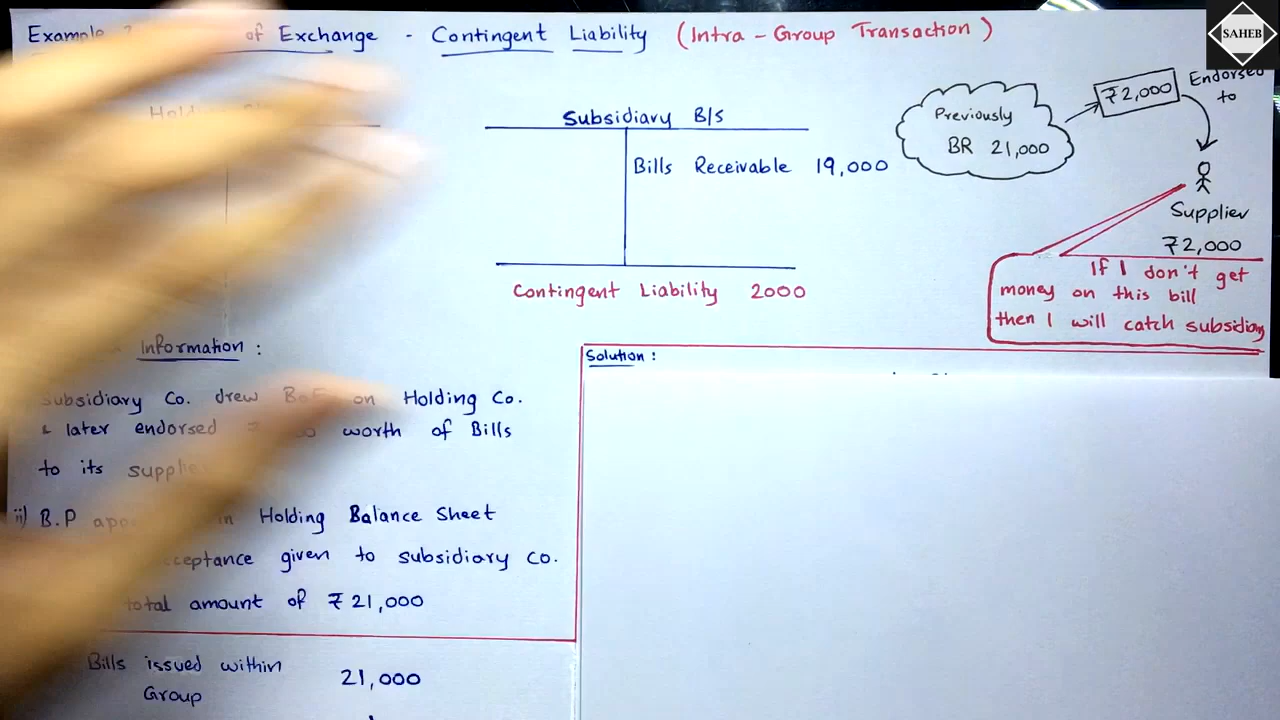 Example of Exchange - Contingent Liability (Intra - Group Transaction)
SAHEB
Subsidiary B/S
Bills Receivable 19,000
Contingent Liability 2000
Previously
BR 21,000
₹2,000
Endorsed
to
Supplier
₹2,000
If I don't get
money on this bill
then I will catch subsidiary
Information :
Subsidiary Co. drew on Holding Co.
& later endorsed worth of Bills
to its
ii) B.P in Holding Balance Sheet
acceptance given to subsidiary co.
total amount of ₹21,000
Bills issued within 21,000
Group
Solution :